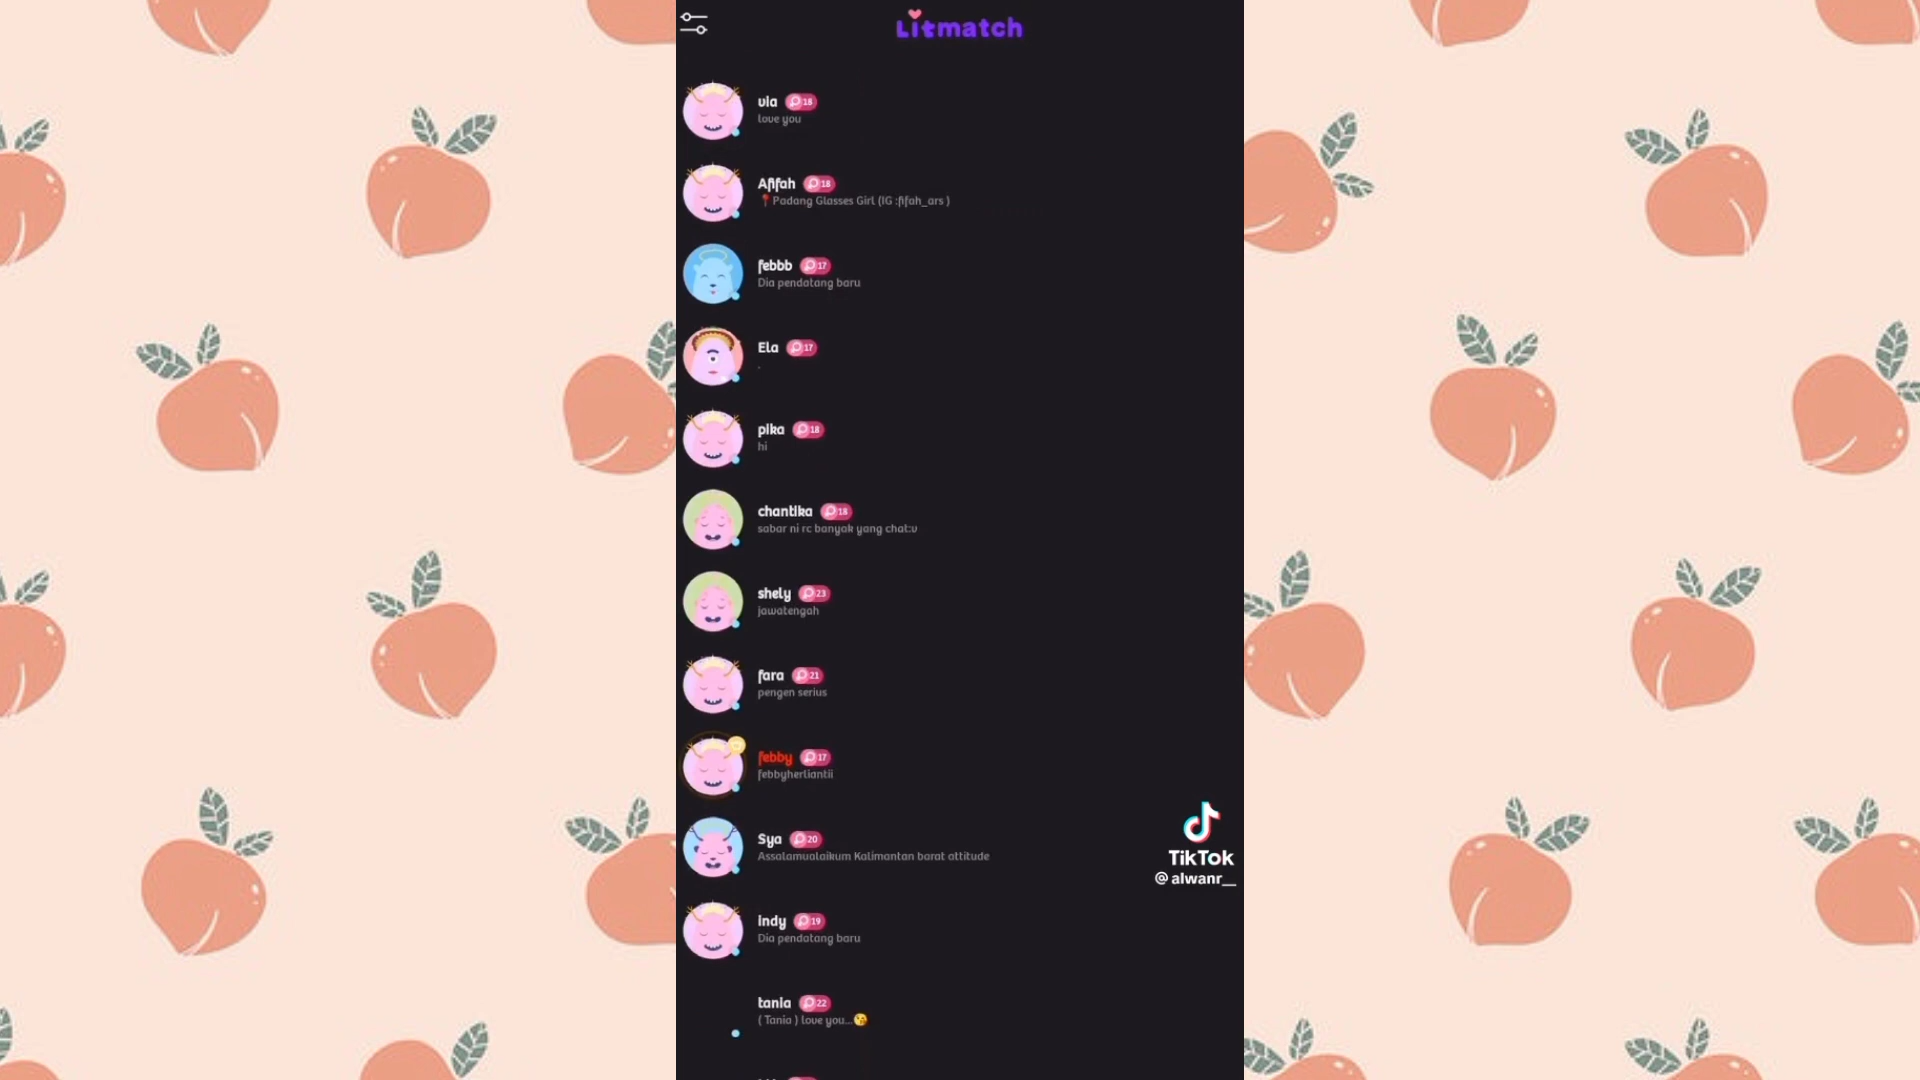 Litmatch
via 18
love you
Afifah 18
📍Padang Glasses Girl (IG :fifah_ars )
febbb 17
Dia pendatang baru
Ela 17
.
pika 18
hi
chantika 18
sabar ni rc banyak yang chat:v
shely 23
jawatengah
fara 21
pengen serius
febby 17
febbyherliantii
Sya 20
Assalamualaikum Kalimantan barat attitude
indy 19
Dia pendatang baru
tania 22
( Tania ) love you...😘
TikTok
@alwanr__